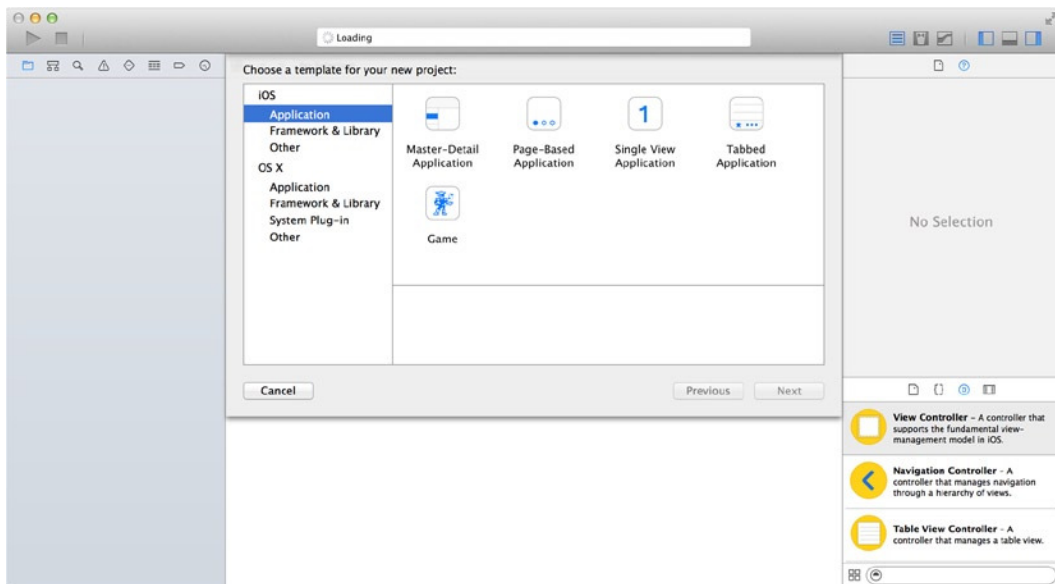 Loading
Choose a template for your new project:
iOS
Application
Framework & Library
Other
OS X
Application
Framework & Library
System Plug-in
Other
Master-Detail
Application
Page-Based
Application
1
Single View
Application
Tabbed
Application
Game
Cancel
Previous
Next
No Selection
{}
View Controller - A controller that
supports the fundamental view-
management model in iOS.
Navigation Controller - A
controller that manages navigation
through a hierarchy of views.
Table View Controller - A
controller that manages a table view.